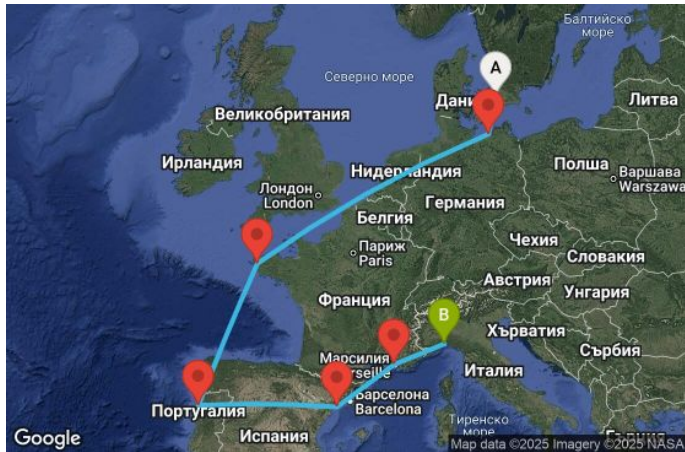 Балтийско
море
A
Северно море
Дани
Литва
Великобритания
Ирландия
Нидерландия
Полша
Варшава
Warszawa
Лондон
London
Белгия
Германия
Париж
Paris
Чехия
Словакия
Австрия
Унгария
Франция
B
Хърватия
Марсилия
Сърбия
Италия
Барселона
Barcelona
Португалия
Испания
Тиренско
море
Google
Map data ©2025 Imagery ©2025 NASA